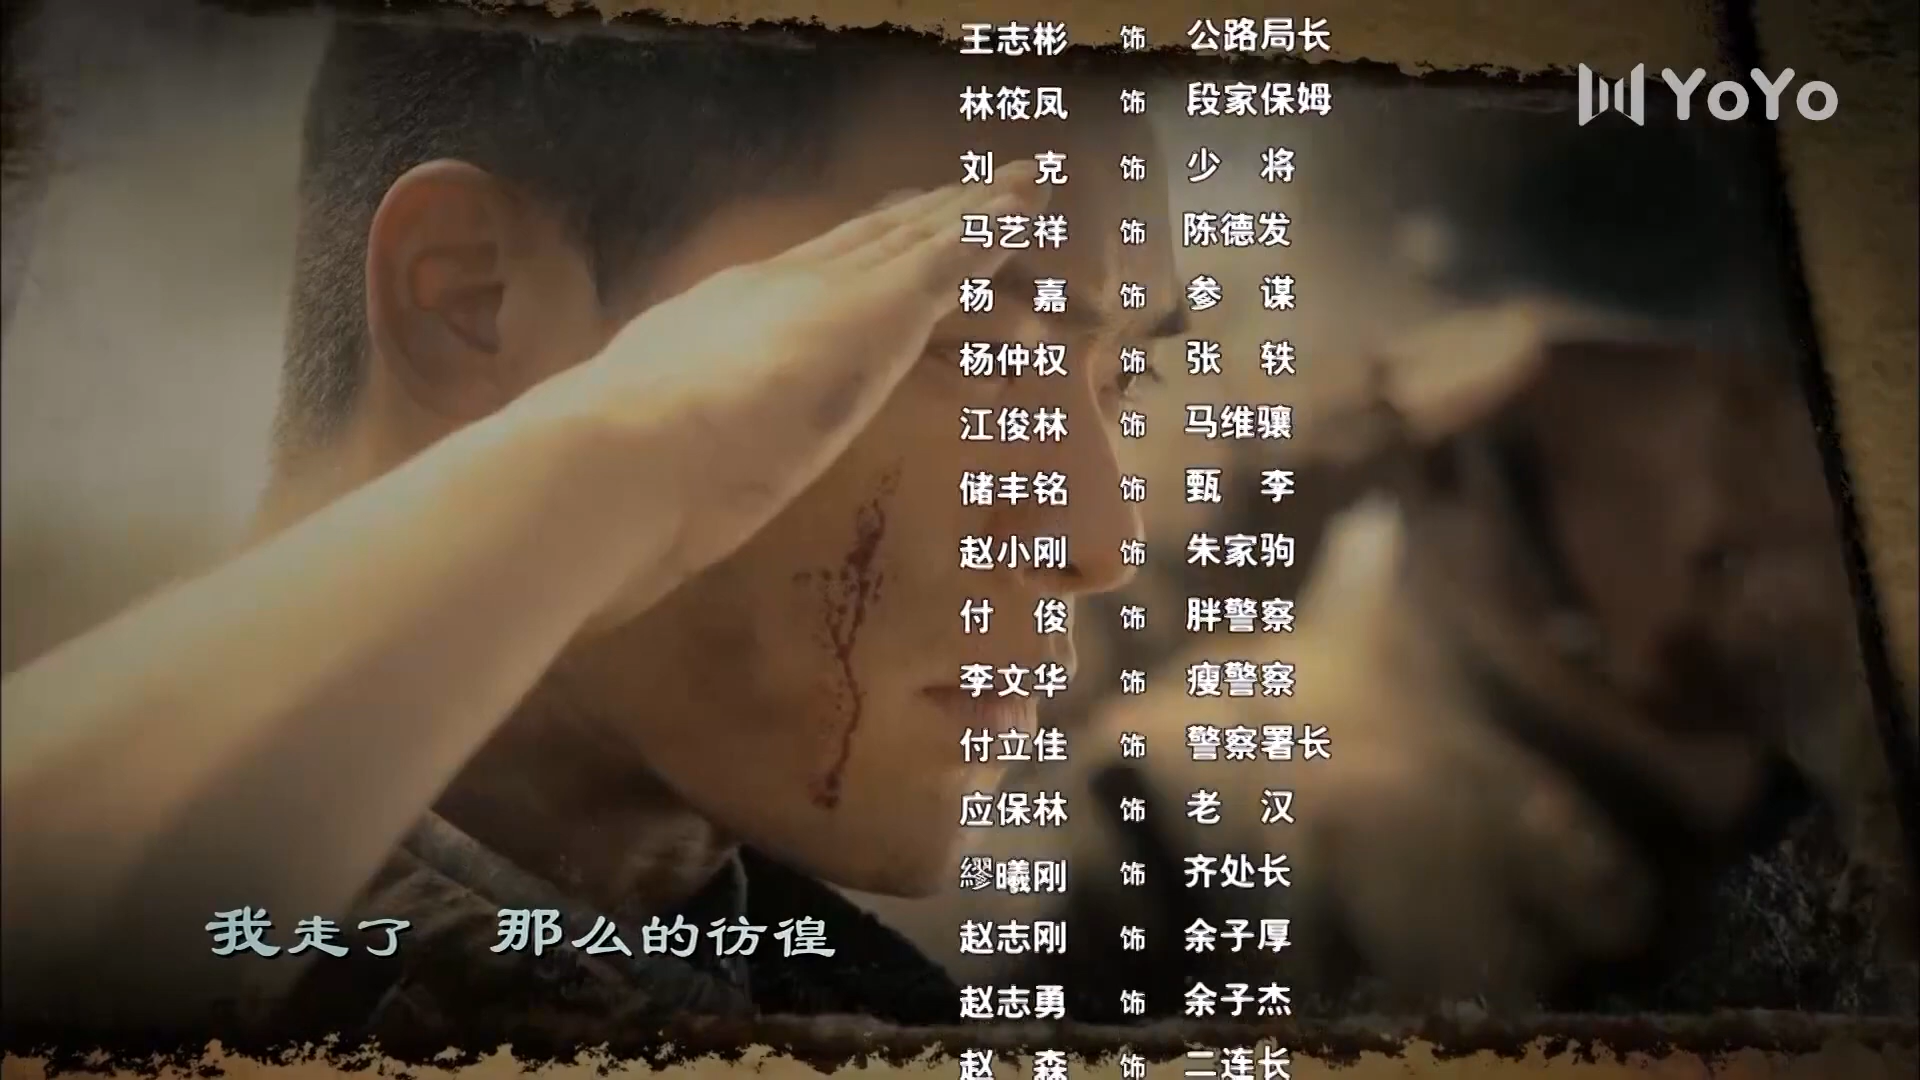 王志彬 饰 公路局长
YoYo
林筱凤 饰 段家保姆
刘 克 饰 少 将
马艺祥 饰 陈德发
杨 嘉 饰 参 谋
杨仲权 饰 张 轶
江俊林 饰 马维骧
储丰铭 饰 甄 李
赵小刚 饰 朱家驹
付 俊 饰 胖警察
李文华 饰 瘦警察
付立佳 饰 警察署长
应保林 饰 老 汉
繆曦刚 饰 齐处长
我走了 那么的彷徨
赵志刚 饰 余子厚
赵志勇 饰 余子杰
赵 森 饰 二连长